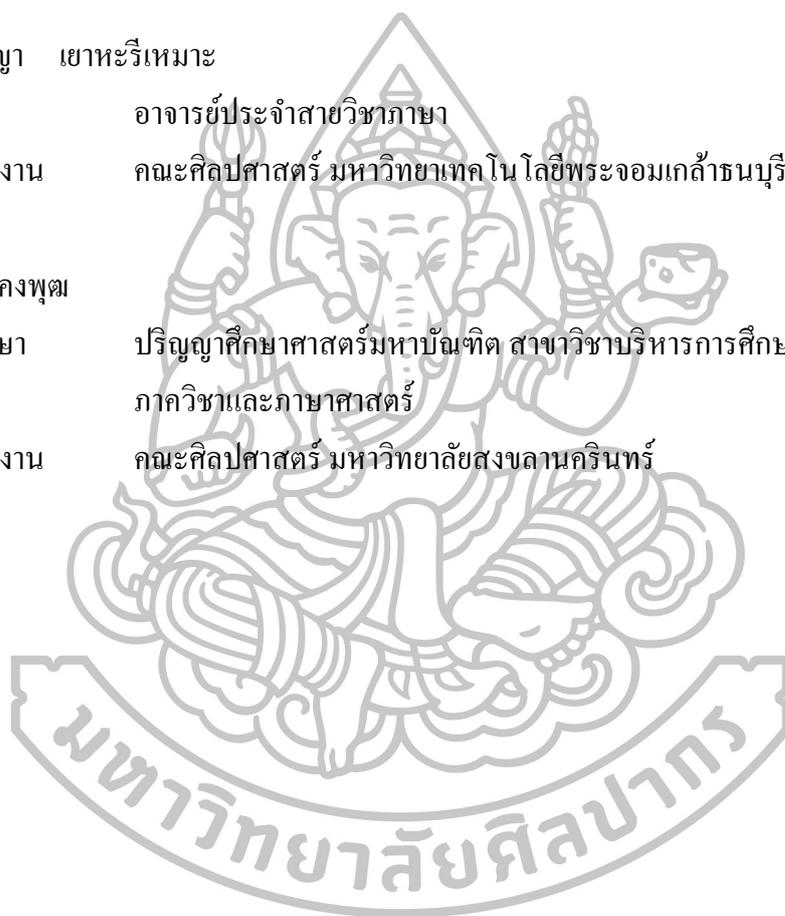 ญา เยาหะรีเหมาะ
อาจารย์ประจำสายวิชาภาษา
งาน คณะศิลปศาสตร์ มหาวิทยาเทคโนโลยีพระจอมเกล้าธนบุรี
คงพุฒ
ษา ปริญญาศึกษาศาสตร์มหาบัณฑิต สาขาวิชาบริหารการศึกษ
ภาควิชาและภาษาศาสตร์
งาน คณะศิลปศาสตร์ มหาวิทยาลัยสงขลานครินทร์
มหาวิทยาลัยศิลปากร